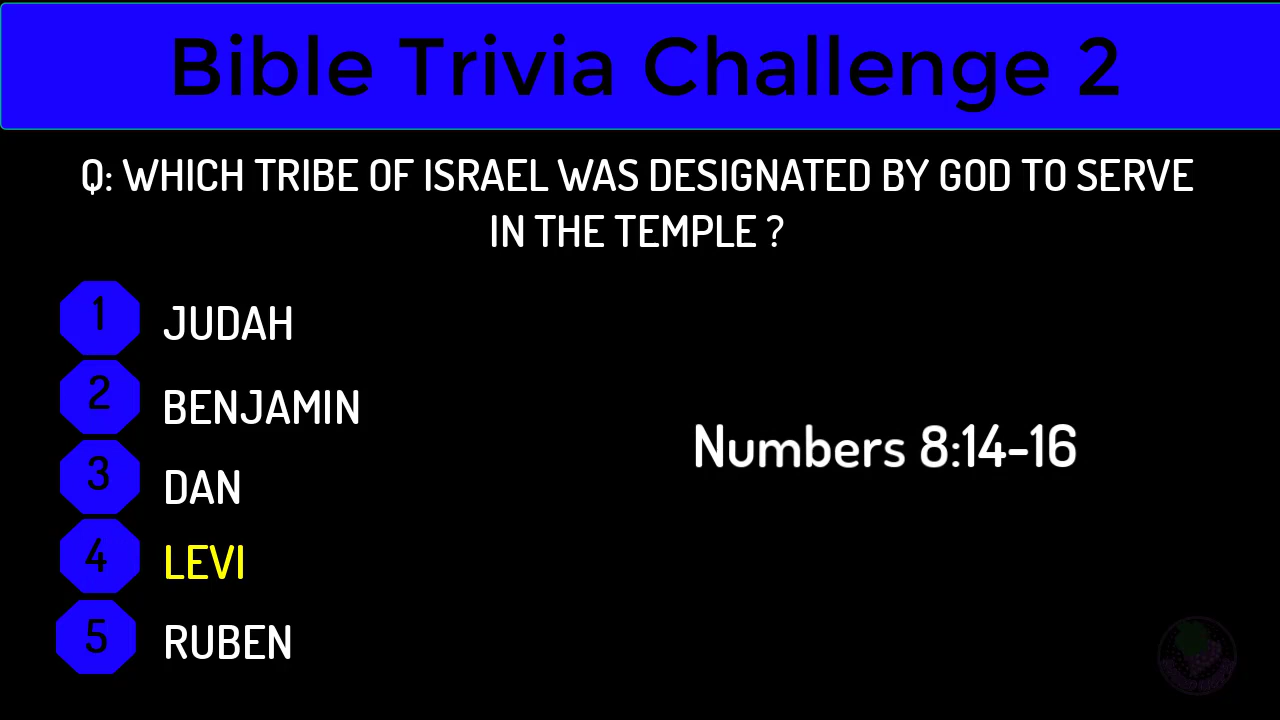 Bible Trivia Challenge 2
Q: WHICH TRIBE OF ISRAEL WAS DESIGNATED BY GOD TO SERVE
IN THE TEMPLE ?
1 JUDAH
2 BENJAMIN
3 DAN
4 LEVI
5 RUBEN
Numbers 8:14-16